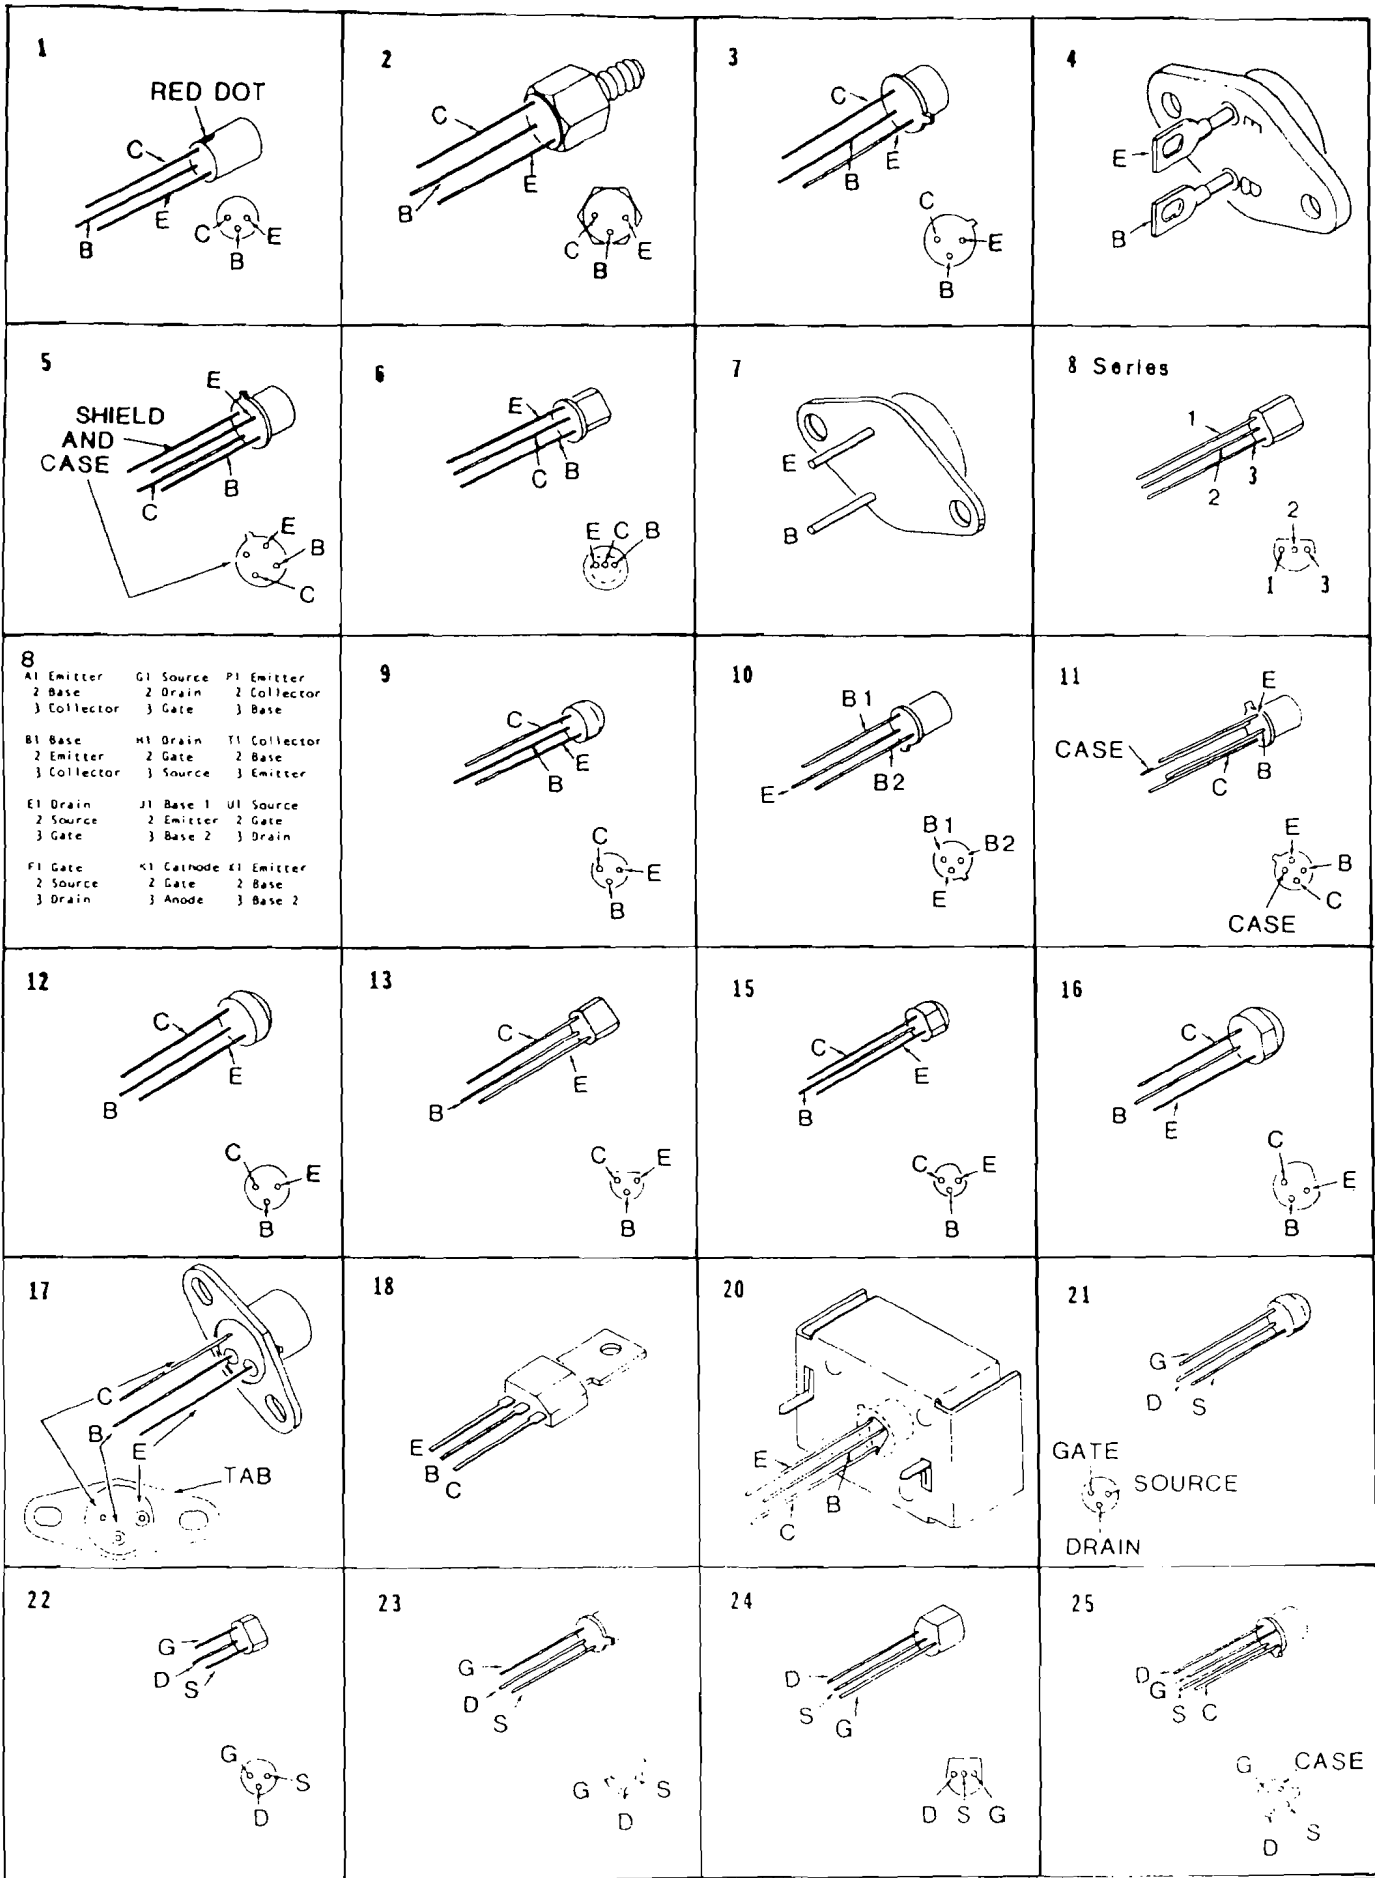 1
RED DOT
C
B
E
C
B
E
2
C
B
E
C
B
E
3
C
B
E
C
E
B
4
E
B
E
B
5
E
SHIELD
AND
CASE
B
C
E
B
C
6
E
C
B
E C B
7
E
B
8 Series
1
2
3
2
1 3
8
A1 Emitter G1 Source P1 Emitter
2 Base 2 Drain 2 Collector
3 Collector 3 Gate 3 Base
B1 Base H1 Drain T1 Collector
2 Emitter 2 Gate 2 Base
3 Collector 3 Source 3 Emitter
E1 Drain J1 Base 1 U1 Source
2 Source 2 Emitter 2 Gate
3 Gate 3 Base 2 3 Drain
F1 Gate K1 Cathode X1 Emitter
2 Source 2 Gate 2 Base
3 Drain 3 Anode 3 Base 2
9
C
B
E
C
E
B
10
B1
E
B2
B1
B2
E
11
E
CASE
B
C
E
B
C
CASE
12
C
E
B
C
E
B
13
C
E
B
C E
B
15
C
E
B
C E
B
16
C
B
E
C
E
B
17
C
B
E
TAB
18
E
B
C
20
E
B
C
21
G
D S
GATE
SOURCE
DRAIN
22
G
D
S
G
S
D
23
G
D
S
G S
D
24
D
S
G
D S G
25
D
G
S C
G CASE
S
D